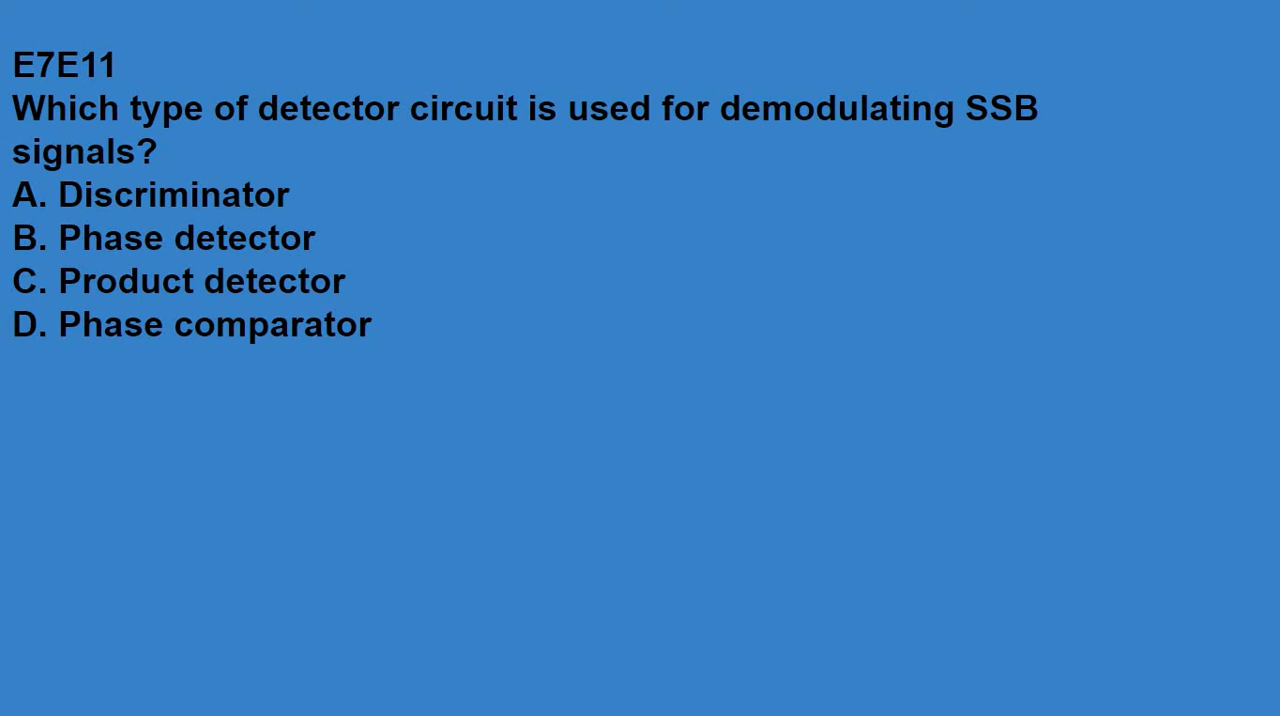 E7E11
Which type of detector circuit is used for demodulating SSB
signals?
A. Discriminator
B. Phase detector
C. Product detector
D. Phase comparator